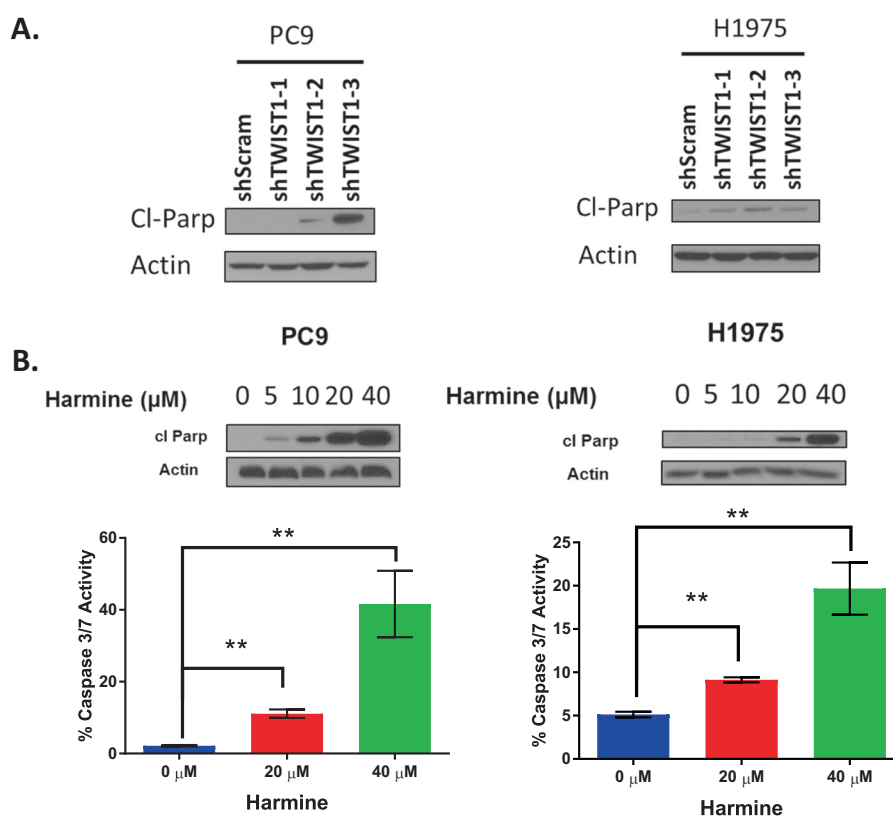 A.
PC9
shScram
shTWIST1-1
shTWIST1-2
shTWIST1-3
Cl-Parp
Actin
H1975
shScram
shTWIST1-1
shTWIST1-2
shTWIST1-3
Cl-Parp
Actin
B.
PC9
Harmine (µM) 0 5 10 20 40
cl Parp
Actin
60
40
20
0
% Caspase 3/7 Activity
**
**
0 µM 20 µM 40 µM
Harmine
H1975
Harmine (µM) 0 5 10 20 40
cl Parp
Actin
25
20
15
10
5
0
% Caspase 3/7 Activity
**
**
0 µM 20 µM 40 µM
Harmine